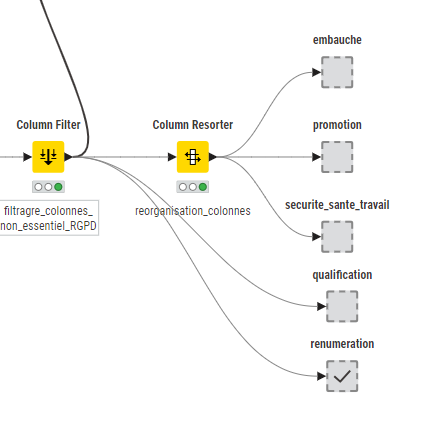 embauche
Column Filter
Column Resorter
promotion
filtragre_colonnes_
non_essentiel_RGPD
reorganisation_colonnes
securite_sante_travail
qualification
renumeration